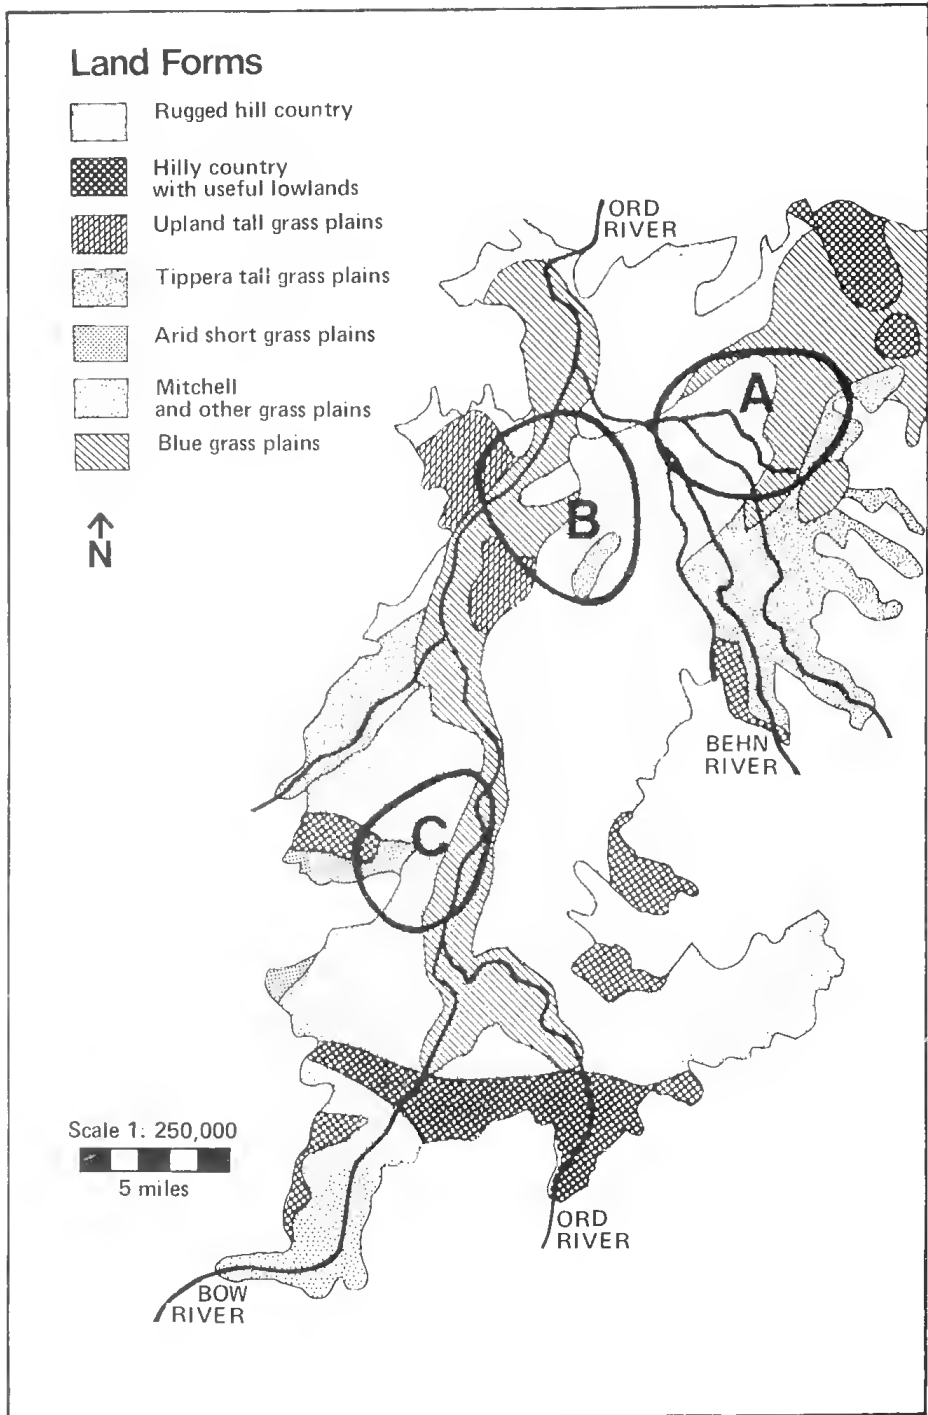 Land Forms
Rugged hill country
Hilly country
with useful lowlands
Upland tall grass plains
Tippera tall grass plains
Arid short grass plains
Mitchell
and other grass plains
Blue grass plains
N
ORD
RIVER
A
B
BEHN
RIVER
C
Scale 1: 250,000
5 miles
ORD
RIVER
BOW
RIVER